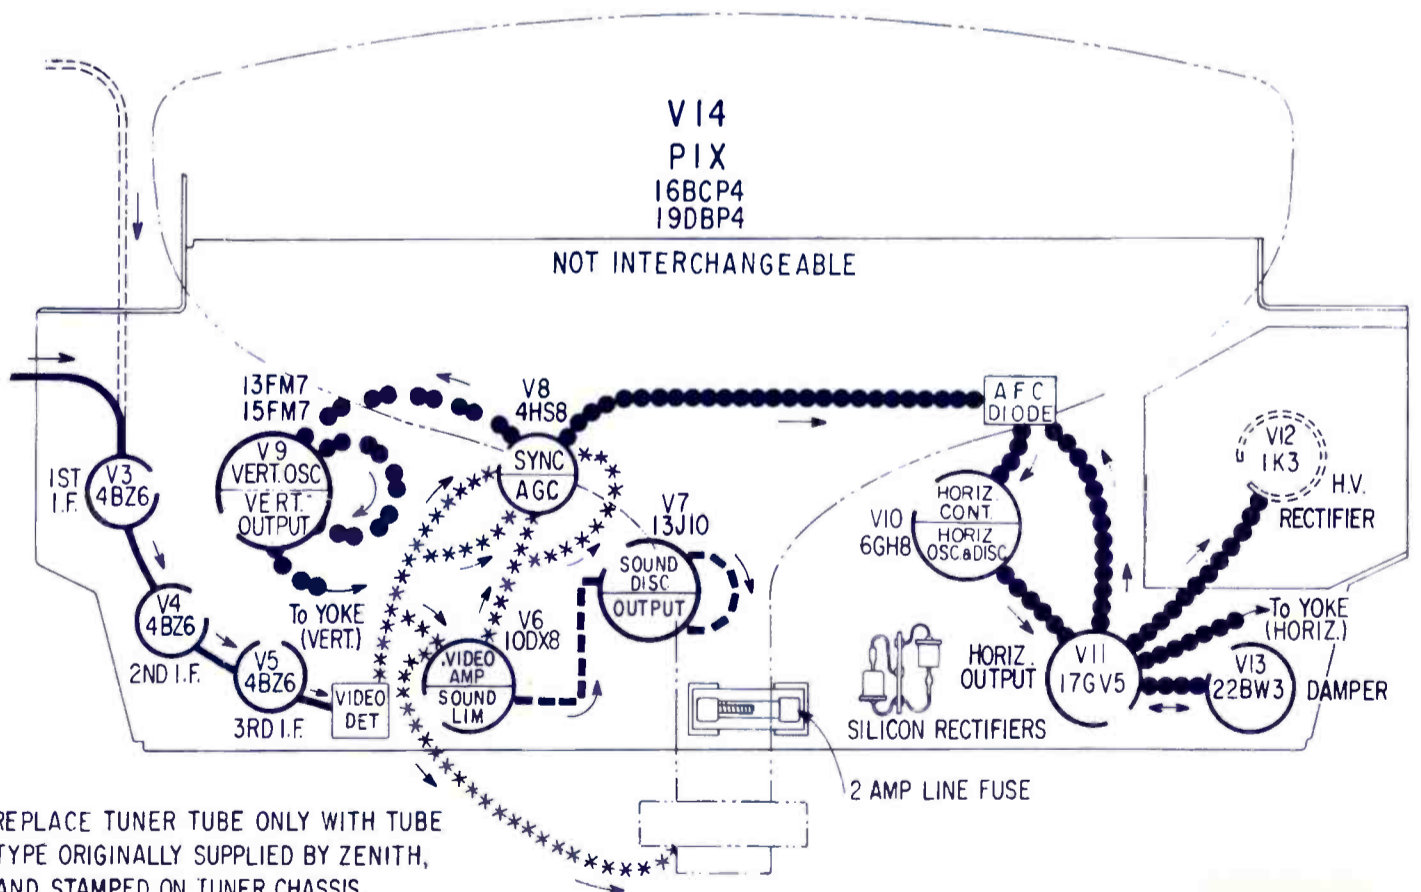 V14
PIX
16BCP4
19DBP4
NOT INTERCHANGEABLE
13FM7
15FM7
V9
VERT. OSC
VERT.
OUTPUT
V8
4HS8
SYNC
AGC
AFC
DIODE
V12
1K3
H.V.
RECTIFIER
1ST
I.F.
V3
4BZ6
V7
13J10
SOUND
DISC
OUTPUT
V10
6GH8
HORIZ.
CONT.
HORIZ
OSC & DISC
V4
4BZ6
2ND I.F.
To YOKE
(VERT.)
V6
10DX8
VIDEO
AMP
SOUND
LIM
V5
4BZ6
3RD I.F.
VIDEO
DET
To YOKE
(HORIZ.)
HORIZ.
OUTPUT
V11
17GV5
V13
22BW3
DAMPER
SILICON RECTIFIERS
2 AMP LINE FUSE
REPLACE TUNER TUBE ONLY WITH TUBE
TYPE ORIGINALLY SUPPLIED BY ZENITH,
AND STAMPED ON TUNER CHASSIS